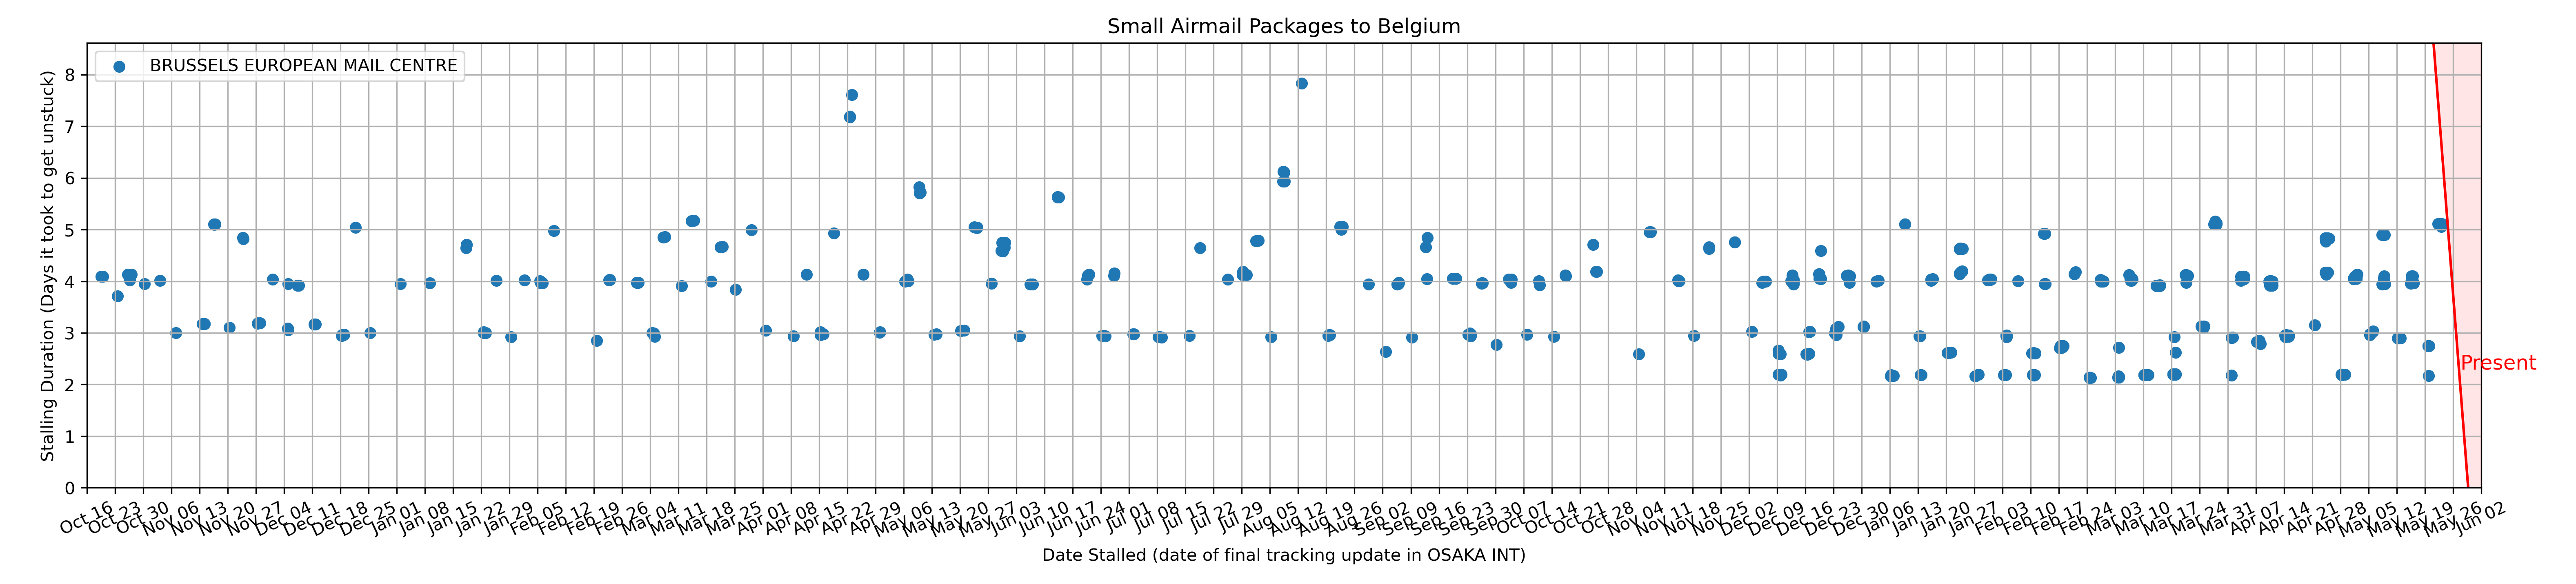 Small Airmail Packages to Belgium
BRUSSELS EUROPEAN MAIL CENTRE
Stalling Duration (Days it took to get unstuck)
8
7
6
5
4
3
2
1
0
Present
Oct 16 Oct 23 Oct 30 Nov 06 Nov 13 Nov 20 Nov 27 Dec 04 Dec 11 Dec 18 Dec 25 Jan 01 Jan 08 Jan 15 Jan 22 Jan 29 Feb 05 Feb 12 Feb 19 Feb 26 Mar 04 Mar 11 Mar 18 Mar 25 Apr 01 Apr 08 Apr 15 Apr 22 Apr 29 May 06 May 13 May 20 May 27 Jun 03 Jun 10 Jun 17 Jun 24 Jul 01 Jul 08 Jul 15 Jul 22 Jul 29 Aug 05 Aug 12 Aug 19 Aug 26 Sep 02 Sep 09 Sep 16 Sep 23 Sep 30 Oct 07 Oct 14 Oct 21 Oct 28 Nov 04 Nov 11 Nov 18 Nov 25 Dec 02 Dec 09 Dec 16 Dec 23 Dec 30 Jan 06 Jan 13 Jan 20 Jan 27 Feb 03 Feb 10 Feb 17 Feb 24 Mar 03 Mar 10 Mar 17 Mar 24 Mar 31 Apr 07 Apr 14 Apr 21 Apr 28 May 05 May 12 May 19 May 26 Jun 02
Date Stalled (date of final tracking update in OSAKA INT)